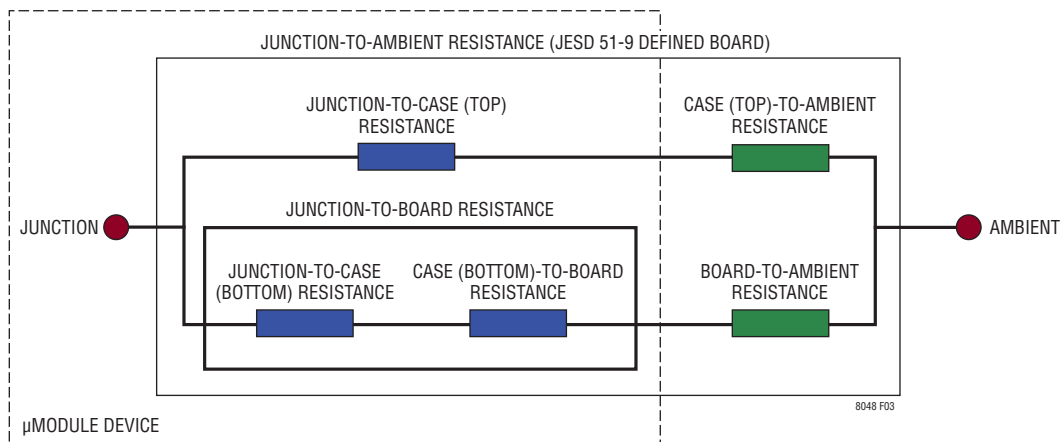 JUNCTION-TO-AMBIENT RESISTANCE (JESD 51-9 DEFINED BOARD)
JUNCTION-TO-CASE (TOP)
RESISTANCE
CASE (TOP)-TO-AMBIENT
RESISTANCE
JUNCTION
JUNCTION-TO-BOARD RESISTANCE
AMBIENT
JUNCTION-TO-CASE
(BOTTOM) RESISTANCE
CASE (BOTTOM)-TO-BOARD
RESISTANCE
BOARD-TO-AMBIENT
RESISTANCE
8048 F03
µMODULE DEVICE